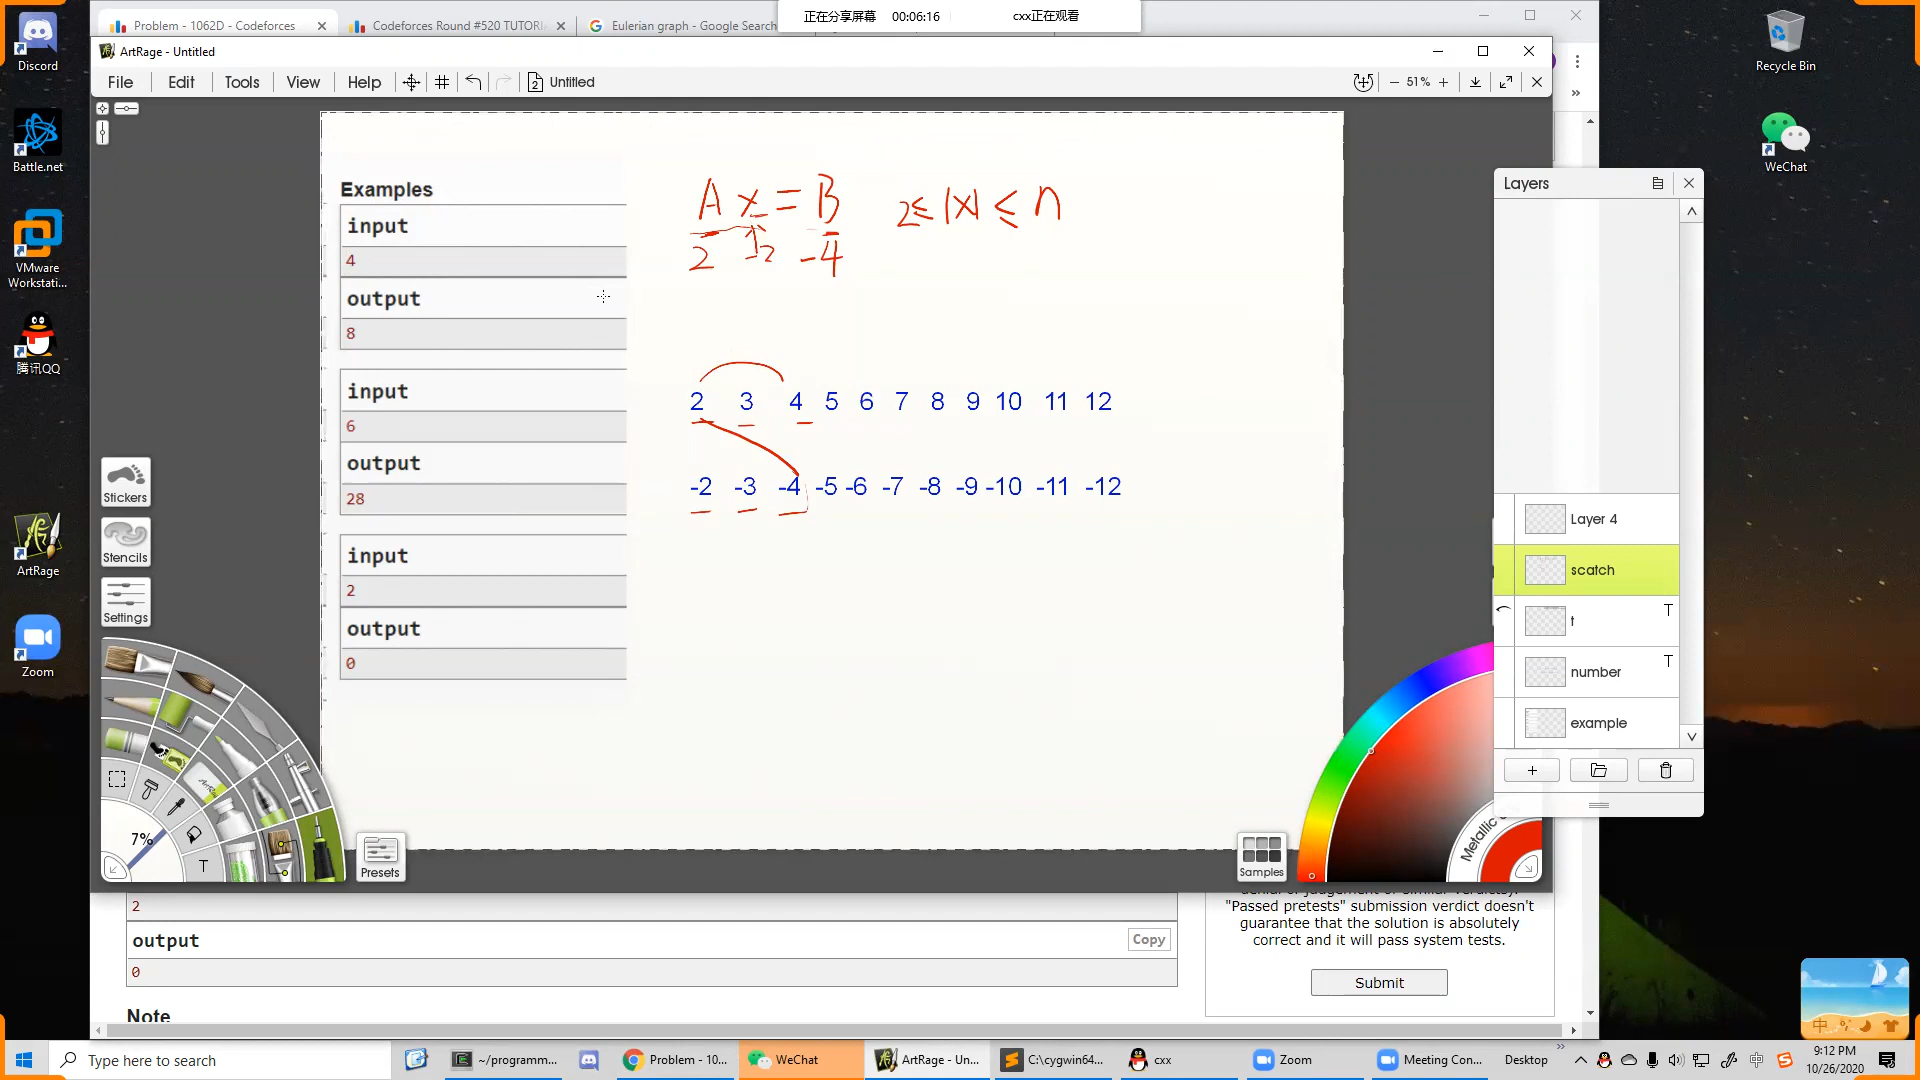 Discord
Battle.net
VMware
Workstati...
腾讯QQ
ArtRage
Zoom
Problem - 1062D - Codeforces
Codeforces Round #520 TUTORI
Eulerian graph - Google Search
正在分享屏幕 00:06:16 cxx正在观看
ArtRage - Untitled
File Edit Tools View Help 2 Untitled 51%
Examples
input
4
output
8
input
6
output
28
input
2
output
0
A x = B 2 ≤ |x| ≤ n
2 -2 -4
2 3 4 5 6 7 8 9 10 11 12
-2 -3 -4 -5 -6 -7 -8 -9 -10 -11 -12
Stickers
Stencils
Settings
7%
T
Presets
Samples
Metallic
Layers
Layer 4
scatch
t T
number T
example
Recycle Bin
WeChat
2
output
Copy
0
Note
"Passed pretests" submission verdict doesn't
guarantee that the solution is absolutely
correct and it will pass system tests.
Submit
中
Type here to search
~/programm...
Problem - 10...
WeChat
ArtRage - Un...
C:\cygwin64...
cxx
Zoom
Meeting Con...
Desktop
中
9:12 PM
10/26/2020